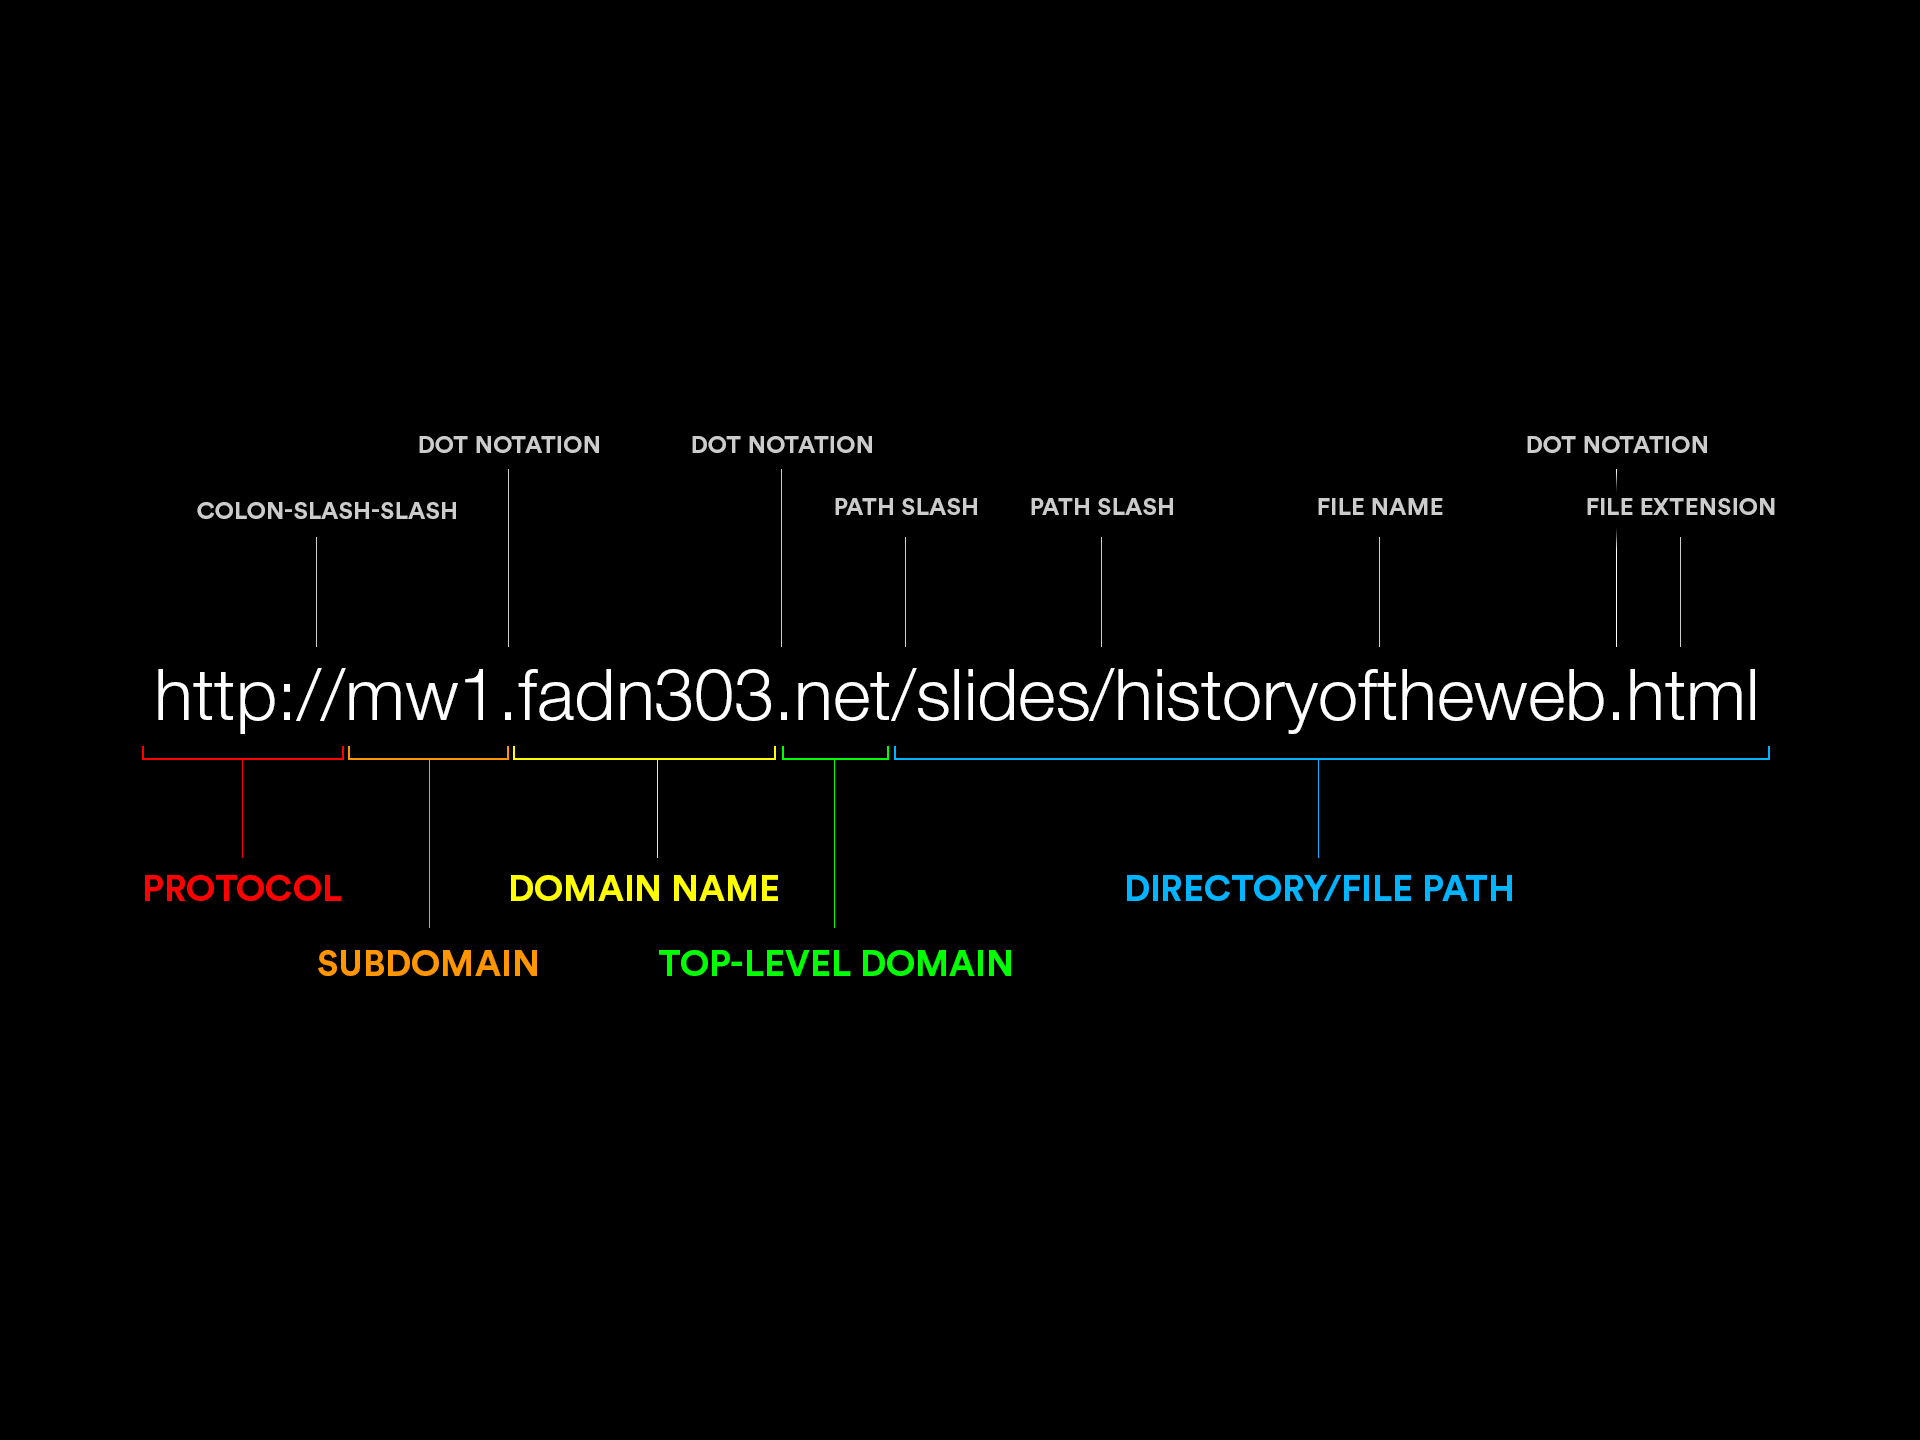 DOT NOTATION DOT NOTATION DOT NOTATION
COLON-SLASH-SLASH PATH SLASH PATH SLASH FILE NAME FILE EXTENSION
http://mw1.fadn303.net/slides/historyoftheweb.html
PROTOCOL DOMAIN NAME DIRECTORY/FILE PATH
SUBDOMAIN TOP-LEVEL DOMAIN